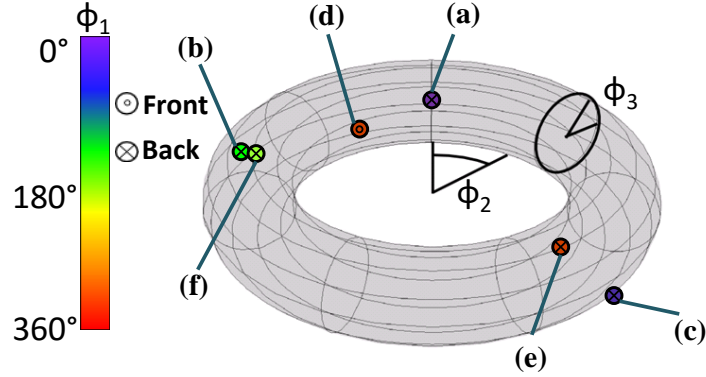 ϕ1
0°
180°
360°
Front
Back
(a)
(b)
(c)
(d)
(e)
(f)
ϕ2
ϕ3